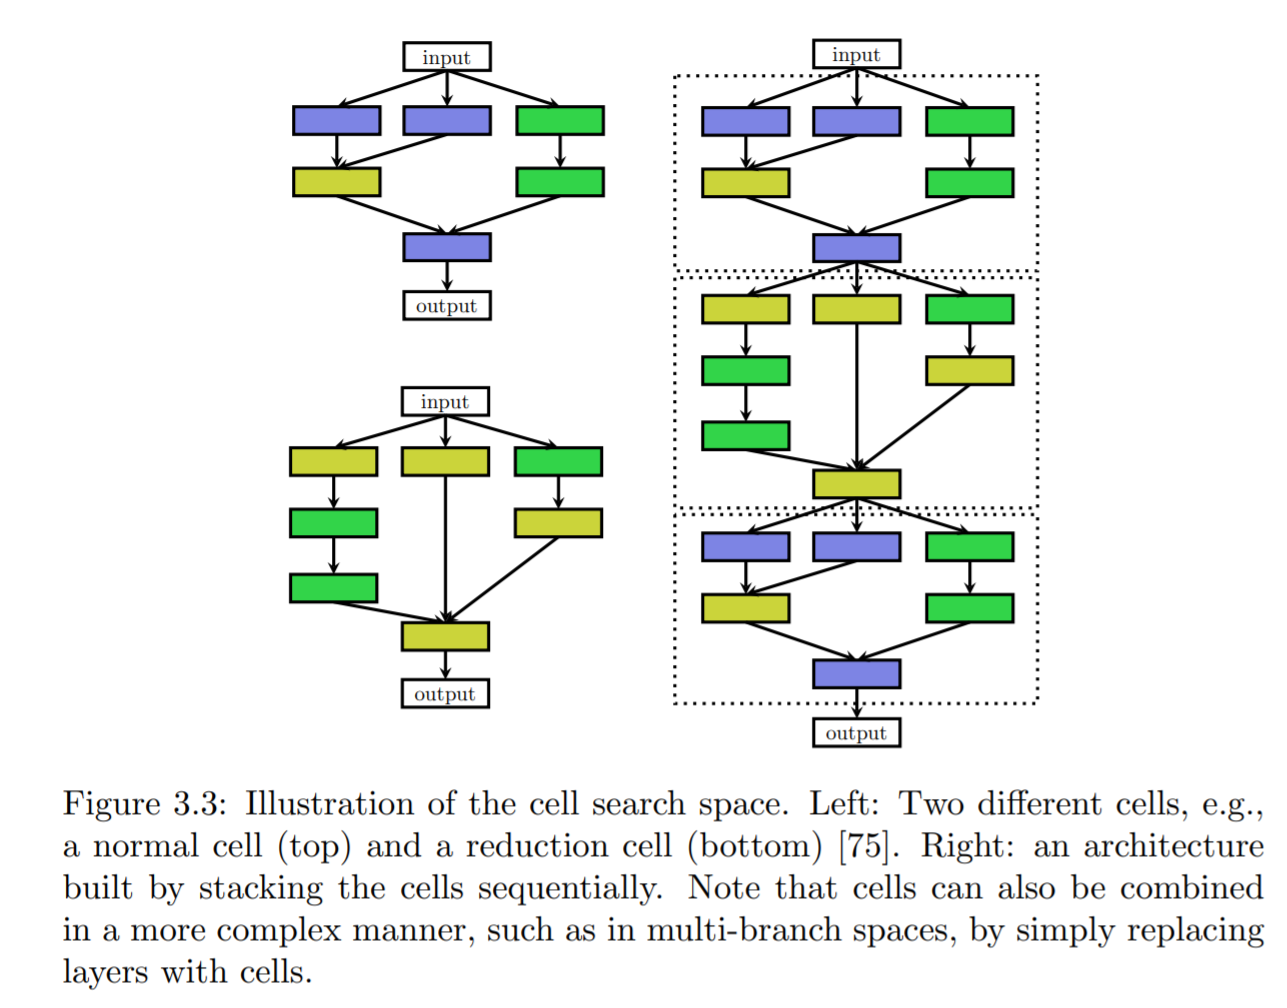 input
output
input
output
input
output
Figure 3.3: Illustration of the cell search space. Left: Two different cells, e.g.,
a normal cell (top) and a reduction cell (bottom) [75]. Right: an architecture
built by stacking the cells sequentially. Note that cells can also be combined
in a more complex manner, such as in multi-branch spaces, by simply replacing
layers with cells.